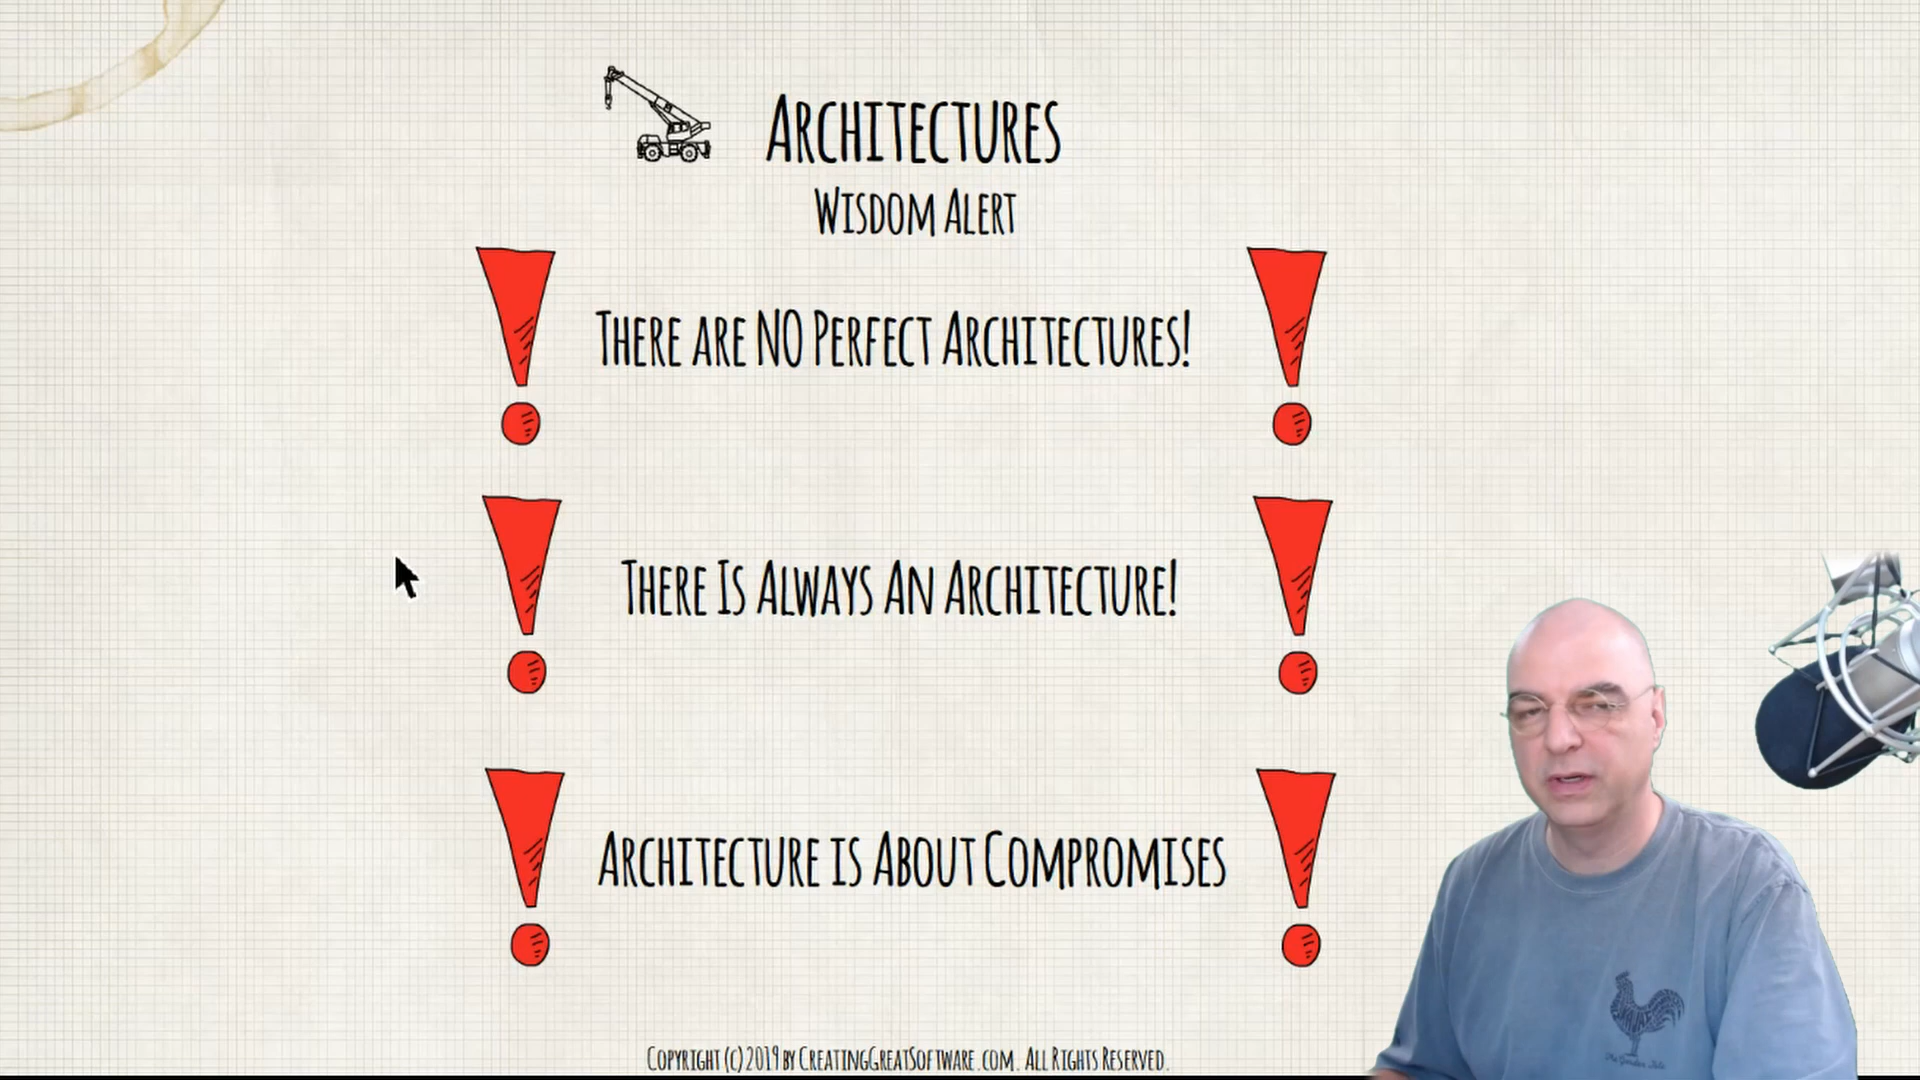 Architectures
Wisdom Alert
There are NO Perfect Architectures!
There Is Always An Architecture!
Architecture is About Compromises
Copyright (c) 2019 by CreatingGreatSoftware.com. All Rights Reserved.